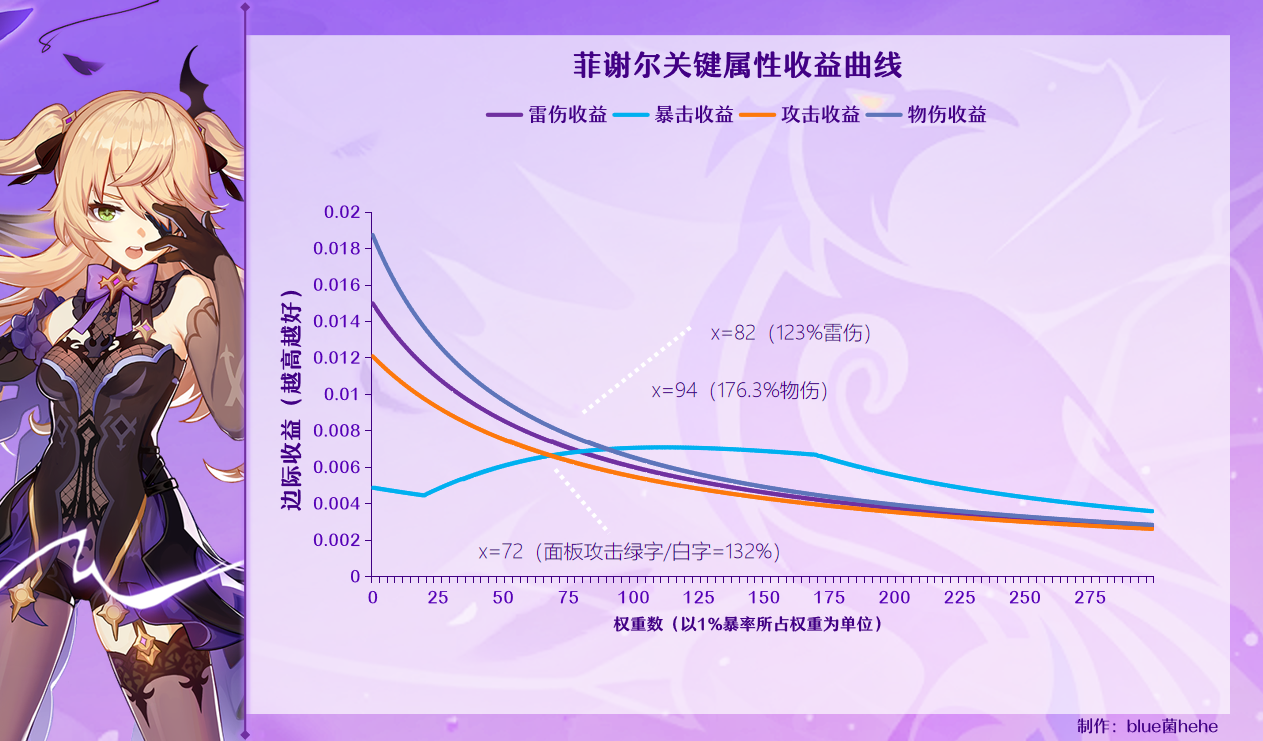 菲谢尔关键属性收益曲线
雷伤收益 暴击收益 攻击收益 物伤收益
边际收益（越高越好）
0.02
0.018
0.016
0.014
0.012
0.01
0.008
0.006
0.004
0.002
0
x=82（123%雷伤）
x=94（176.3%物伤）
x=72（面板攻击绿字/白字=132%）
0 25 50 75 100 125 150 175 200 225 250 275
权重数（以1%暴率所占权重为单位）
制作：blue菌hehe